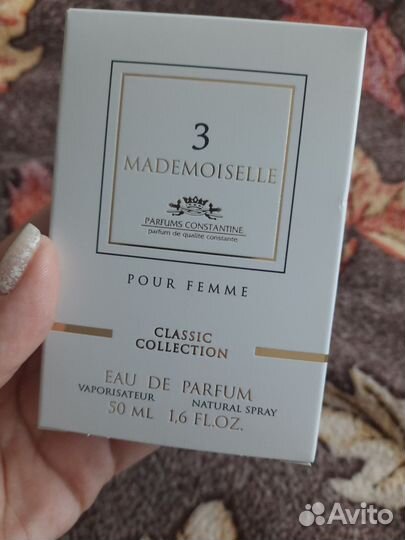 3
MADEMOISELLE
PARFUMS CONSTANTINE
parfum de qualité constante
POUR FEMME
CLASSIC
COLLECTION
EAU DE PARFUM
VAPORISATEUR NATURAL SPRAY
50 ML 1,6 FL.OZ.
Avito